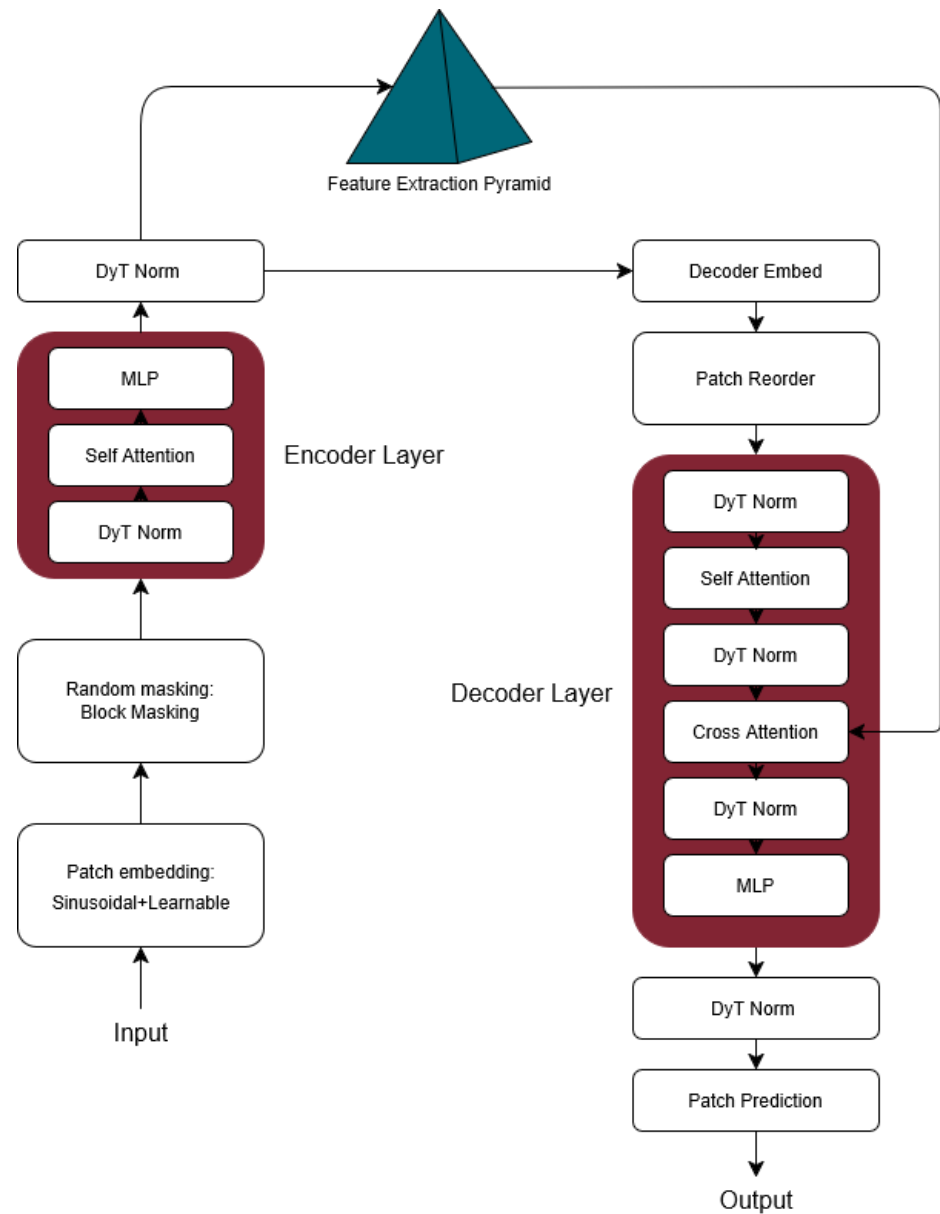 Feature Extraction Pyramid
DyT Norm
MLP
Self Attention
DyT Norm
Encoder Layer
Random masking:
Block Masking
Patch embedding:
Sinusoidal+Learnable
Input
Decoder Embed
Patch Reorder
DyT Norm
Self Attention
DyT Norm
Decoder Layer
Cross Attention
DyT Norm
MLP
DyT Norm
Patch Prediction
Output